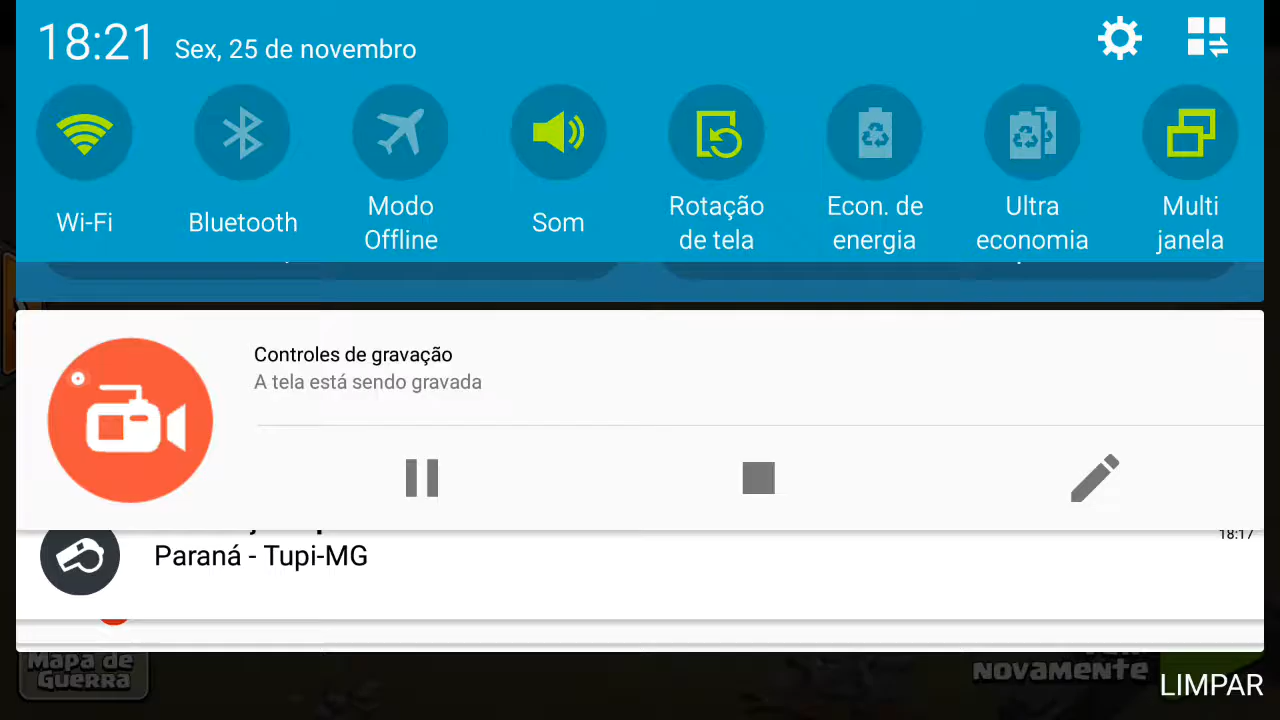 18:21 Sex, 25 de novembro
Wi-Fi
Bluetooth
Modo
Offline
Som
Rotação
de tela
Econ. de
energia
Ultra
economia
Multi
janela
Controles de gravação
A tela está sendo gravada
18:17
Paraná - Tupi-MG
Mapa de
Guerra
NOVAMENTE
LIMPAR